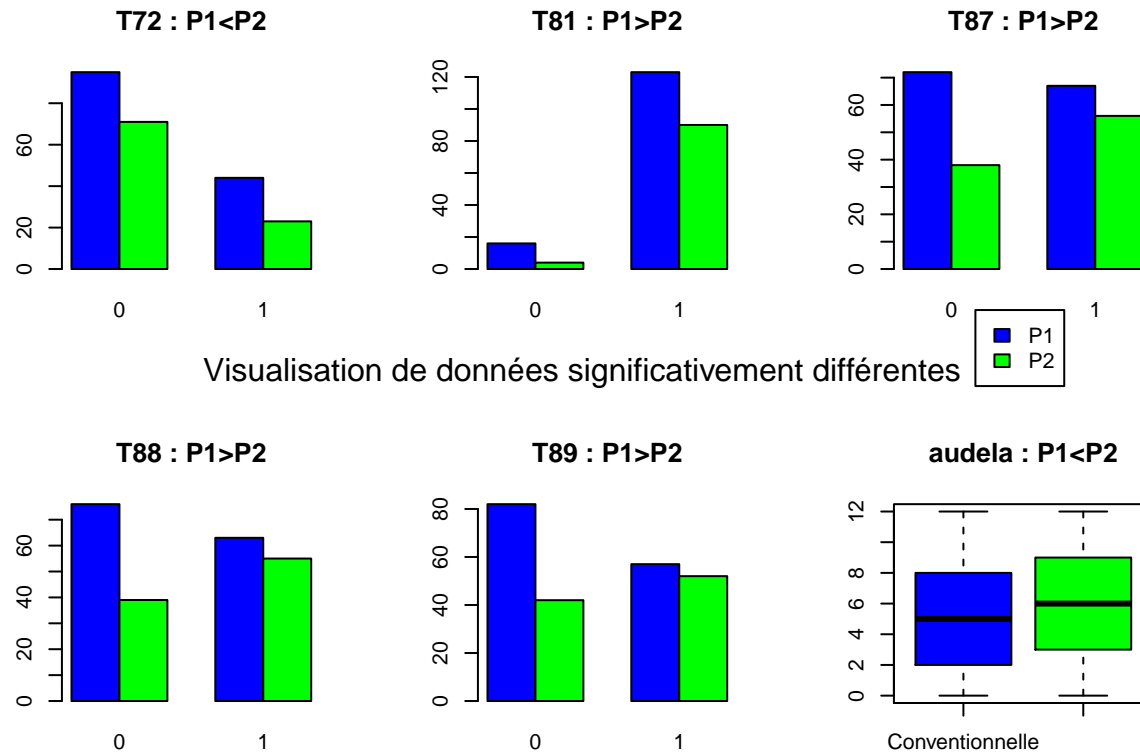 T72 : P1<P2
T81 : P1>P2
T87 : P1>P2
0 20 60
0 1
0 40 80 120
0 1
0 20 40 60
0 1
P1
P2
Visualisation de données significativement différentes
T88 : P1>P2
T89 : P1>P2
audela : P1<P2
0 20 40 60
0 1
0 20 40 60 80
0 1
0 2 4 6 8 12
Conventionnelle